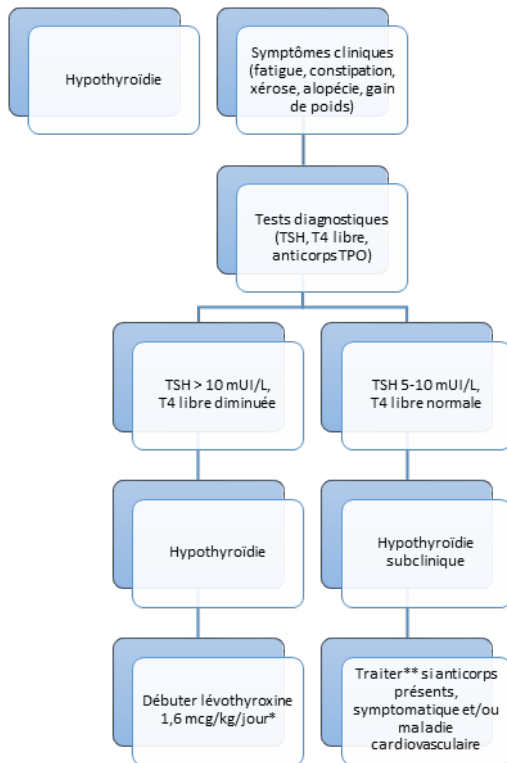 Hypothyroïdie
Symptômes cliniques
(fatigue, constipation,
xérose, alopécie, gain
de poids)
Tests diagnostiques
(TSH, T4 libre,
anticorps TPO)
TSH > 10 mUI/L,
T4 libre diminuée
TSH 5-10 mUI/L,
T4 libre normale
Hypothyroïdie
Hypothyroïdie
subclinique
Débuter lévothyroxine
1,6 mcg/kg/jour*
Traiter** si anticorps
présents,
symptomatique et/ou
maladie
cardiovasculaire